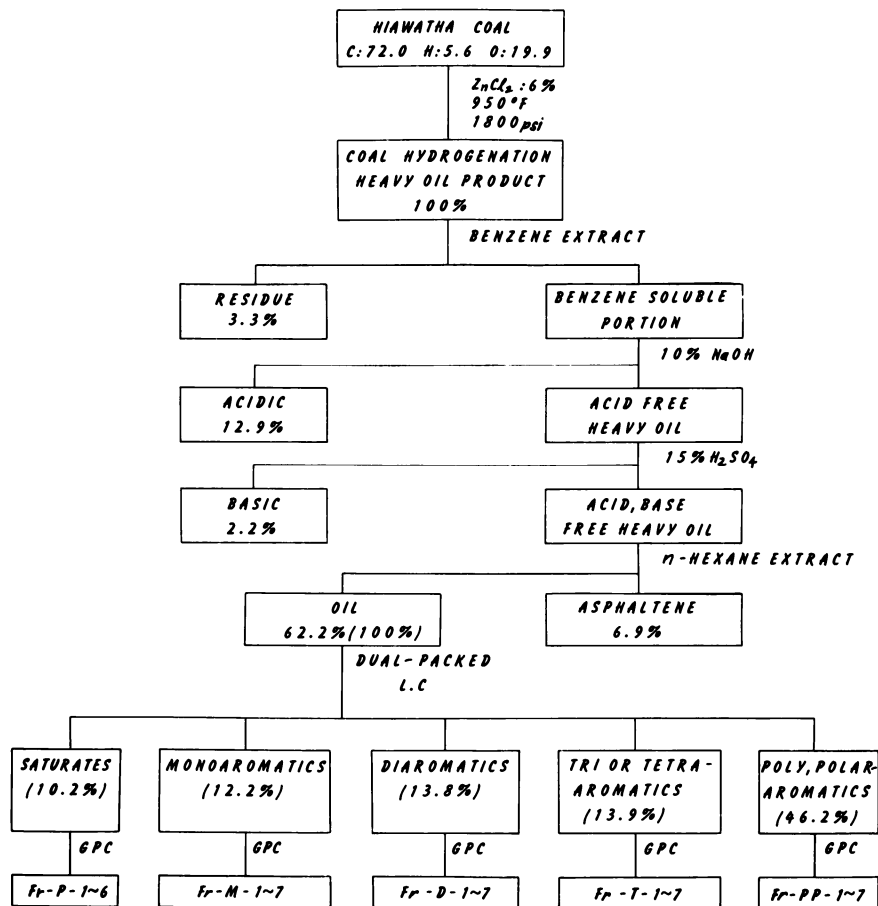 HIAWATHA COAL
C:72.0 H:5.6 O:19.9
ZnCl₂:6%
950°F
1800psi
COAL HYDROGENATION
HEAVY OIL PRODUCT
100%
BENZENE EXTRACT
RESIDUE
3.3%
BENZENE SOLUBLE
PORTION
10% NaOH
ACIDIC
12.9%
ACID FREE
HEAVY OIL
15% H₂SO₄
BASIC
2.2%
ACID, BASE
FREE HEAVY OIL
n-HEXANE EXTRACT
OIL
62.2%(100%)
ASPHALTENE
6.9%
DUAL-PACKED
L.C
SATURATES
(10.2%)
MONOAROMATICS
(12.2%)
DIAROMATICS
(13.8%)
TRI OR TETRA-
AROMATICS
(13.9%)
POLY, POLAR-
AROMATICS
(46.2%)
GPC
GPC
GPC
GPC
GPC
Fr-P-1~6
Fr-M-1~7
Fr-D-1~7
Fr-T-1~7
Fr-PP-1~7